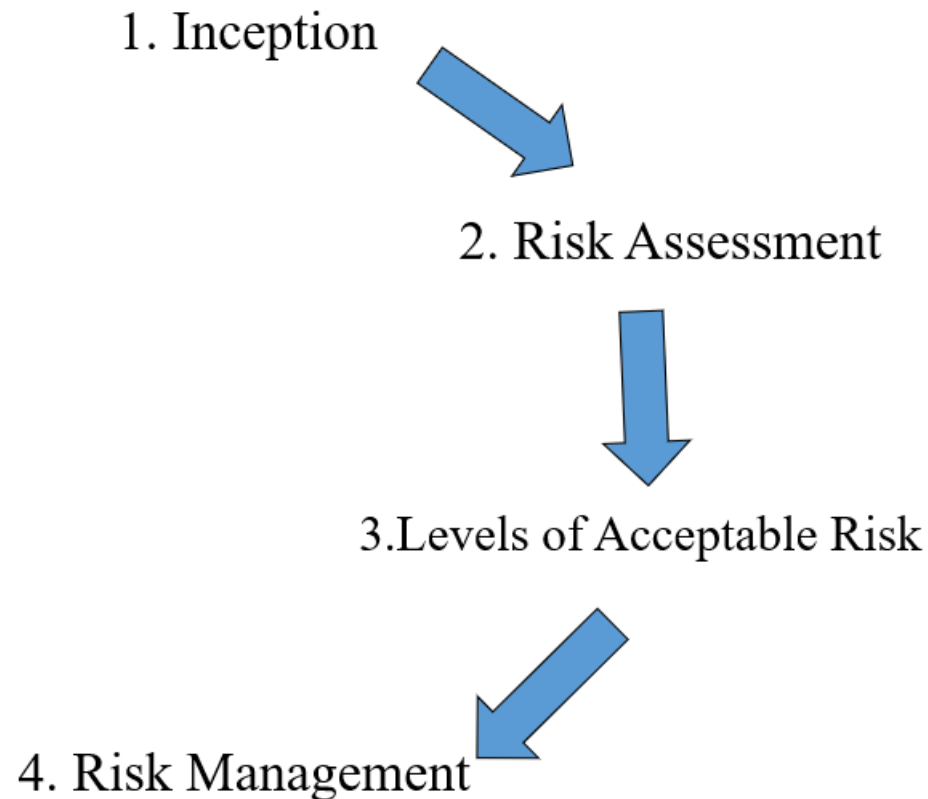 1. Inception
2. Risk Assessment
3.Levels of Acceptable Risk
4. Risk Management